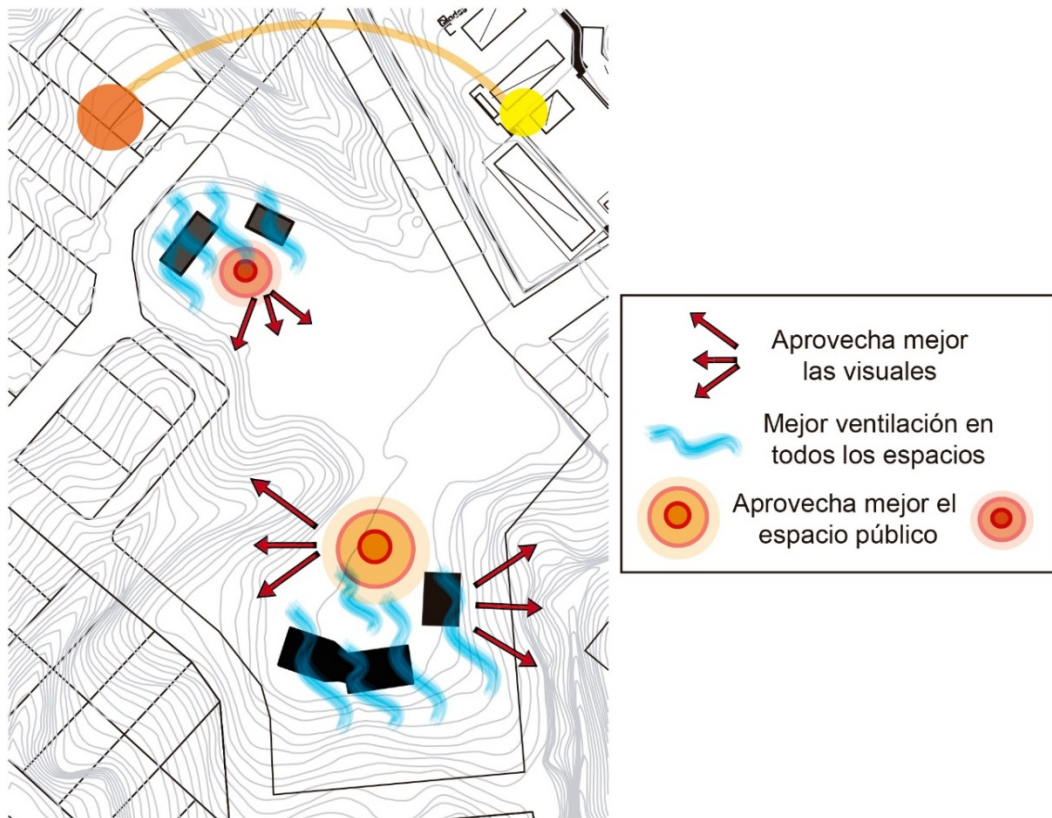 Aprovecha mejor
las visuales
Mejor ventilación en
todos los espacios
Aprovecha mejor el
espacio público